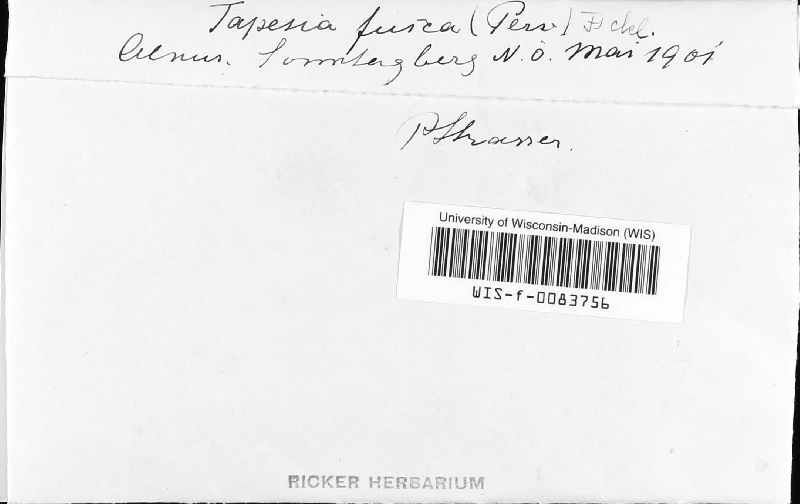 Tapesia fusca (Pers.) Fckl.
Alnus. Sonntagberg N.Ö. Mai 1901
P Strasser.
University of Wisconsin-Madison (WIS)
WIS-f-0083756
RICKER HERBARIUM